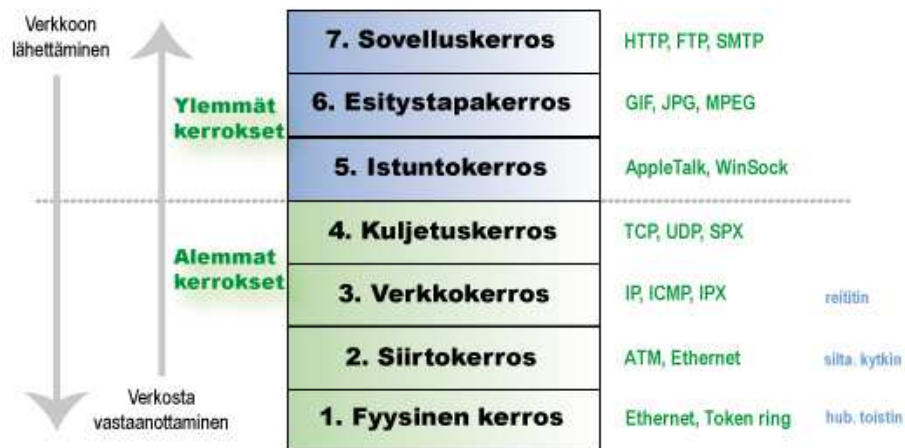 Verkkoon
lähettäminen
7. Sovelluskerros
HTTP, FTP, SMTP
Ylemmät
kerrokset
6. Esitystapakerros
GIF, JPG, MPEG
5. Istuntokerros
AppleTalk, WinSock
4. Kuljetuskerros
TCP, UDP, SPX
Alemmat
kerrokset
3. Verkkokerros
IP, ICMP, IPX
reititin
2. Siirtokerros
ATM, Ethernet
silta, kytkin
Verkosta
vastaanottaminen
1. Fyysinen kerros
Ethernet, Token ring
hub, toistin